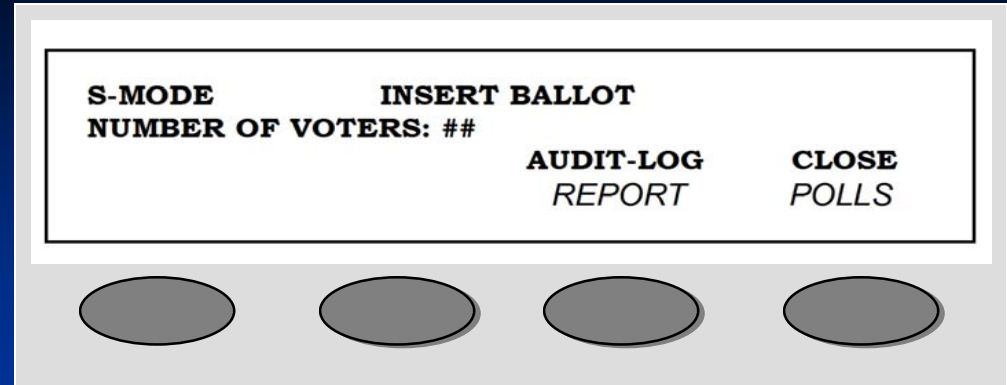 S-MODE INSERT BALLOT
NUMBER OF VOTERS: ##
AUDIT-LOG CLOSE
REPORT POLLS